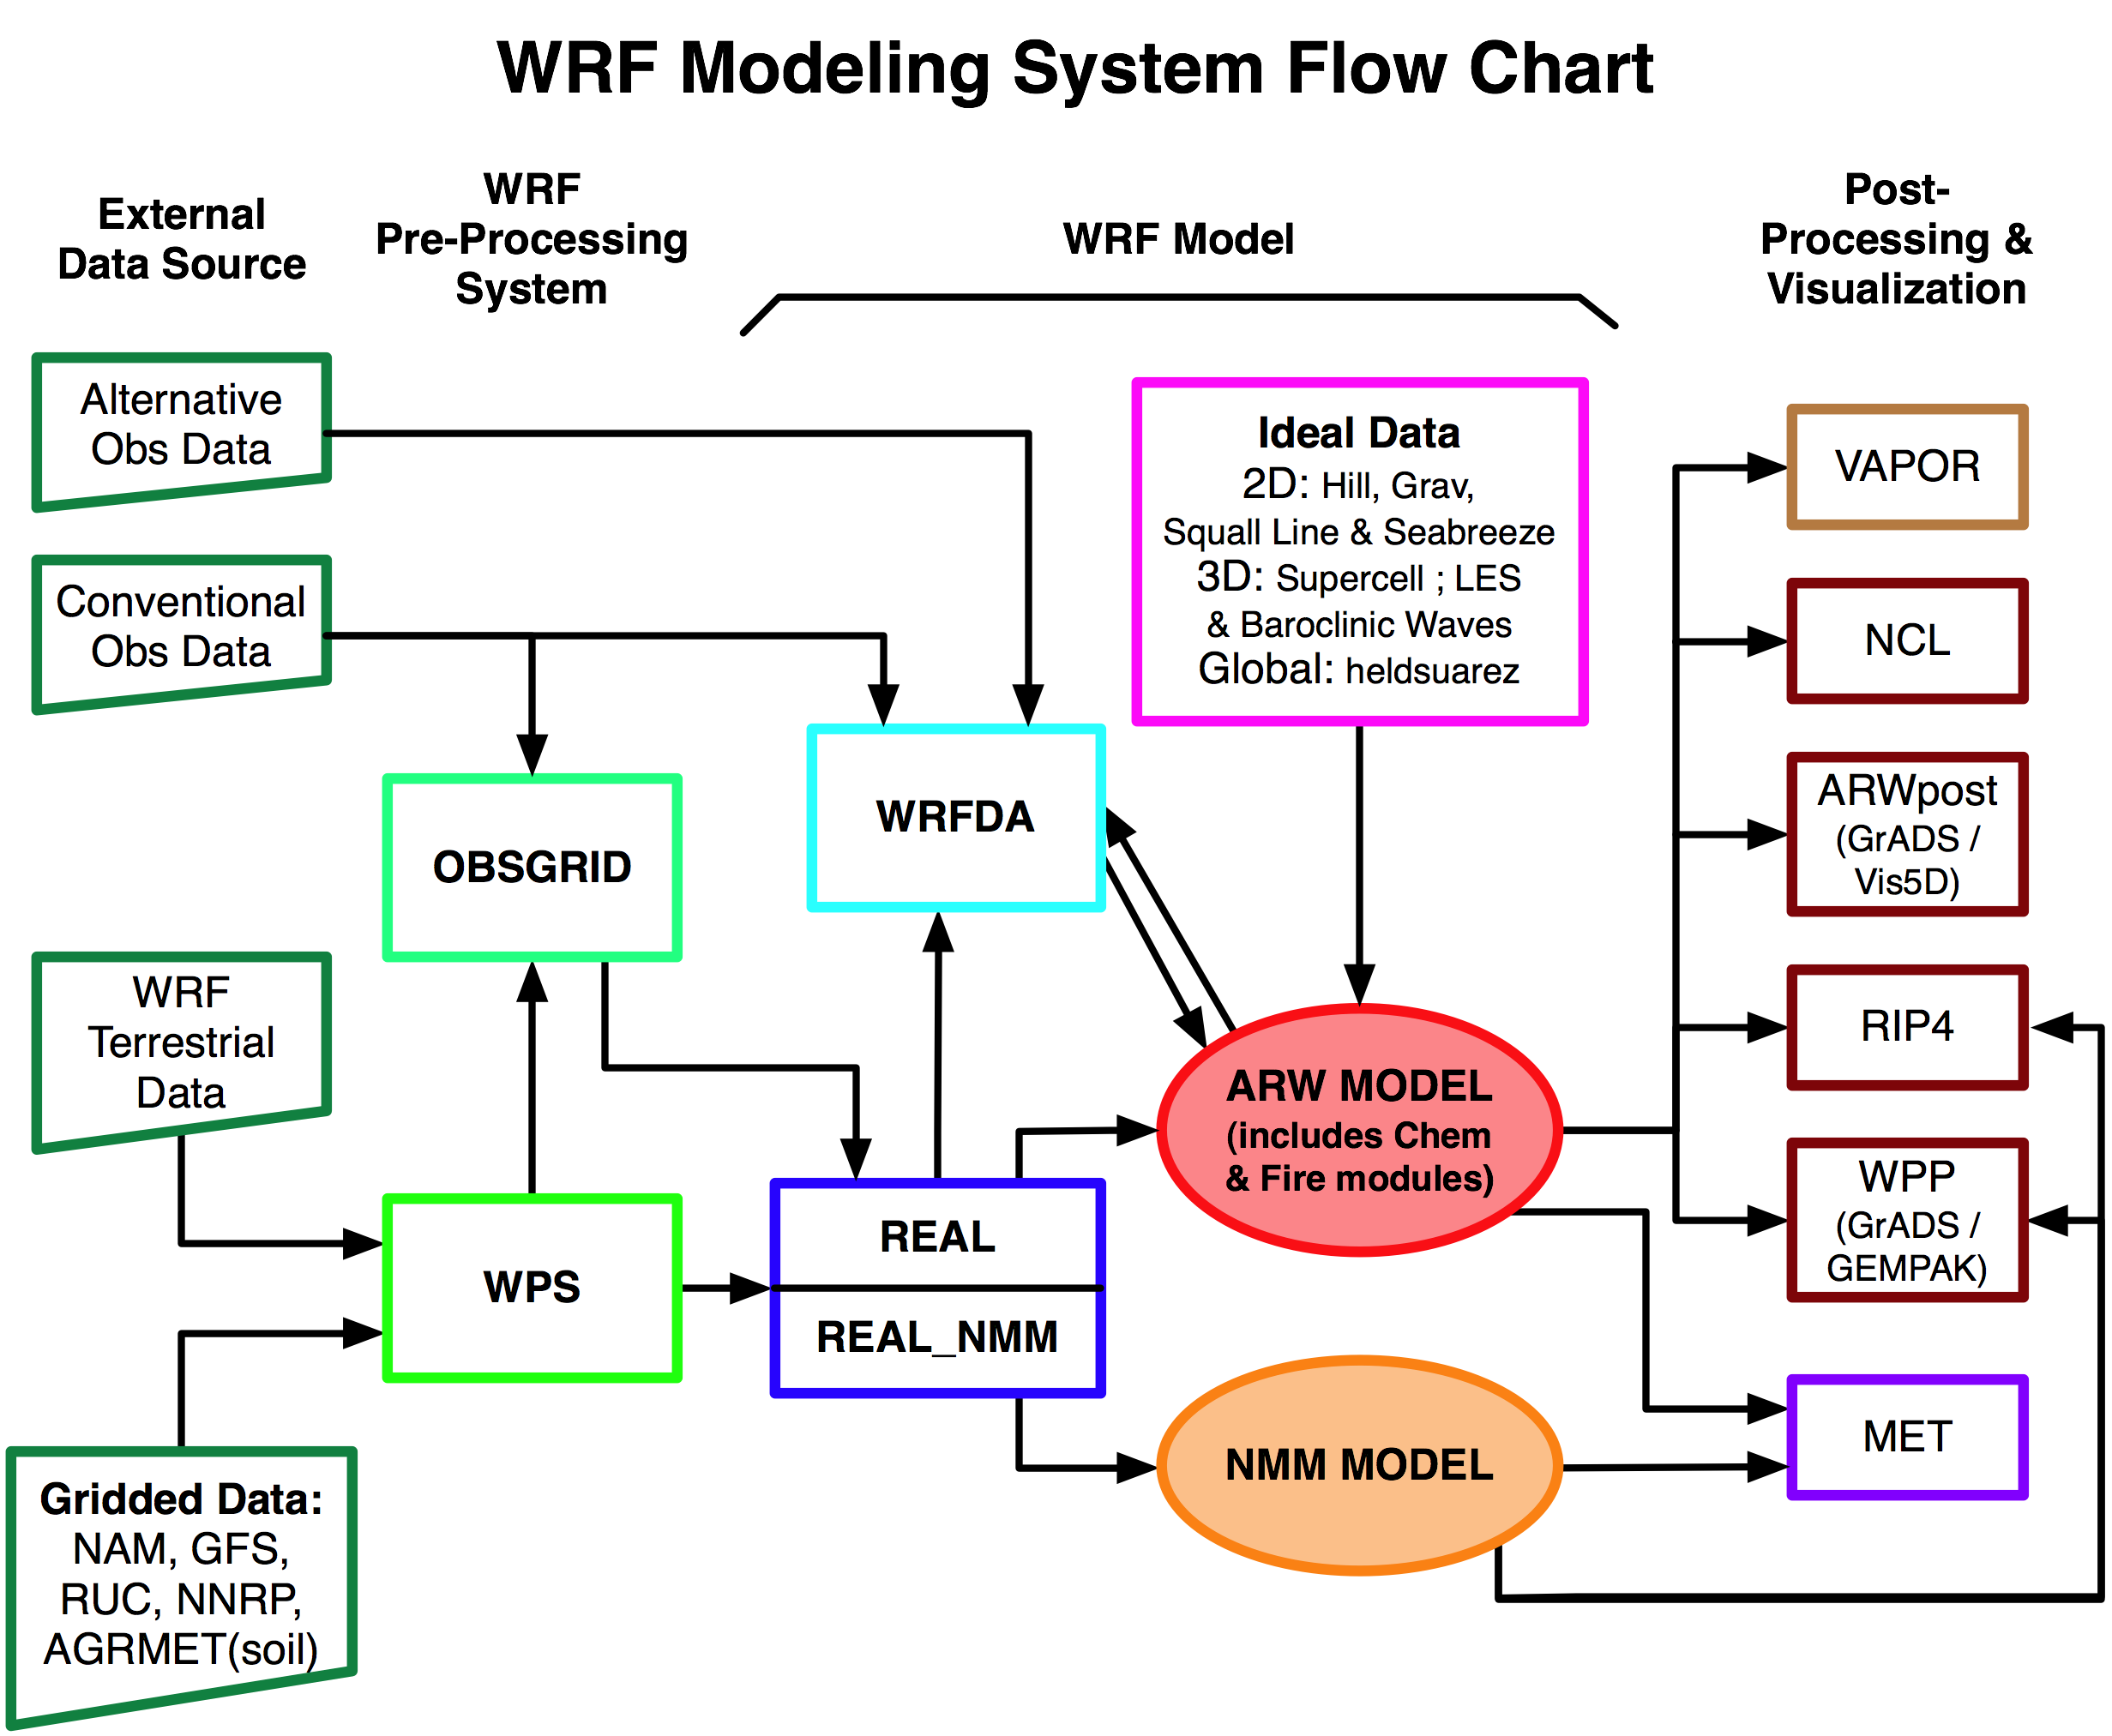 WRF Modeling System Flow Chart
External
Data Source
WRF
Pre-Processing
System
WRF Model
Post-
Processing &
Visualization
Alternative
Obs Data
Conventional
Obs Data
WRF
Terrestrial
Data
Gridded Data:
NAM, GFS,
RUC, NNRP,
AGRMET(soil)
OBSGRID
WPS
WRFDA
REAL
REAL_NMM
Ideal Data
2D: Hill, Grav,
Squall Line & Seabreeze
3D: Supercell ; LES
& Baroclinic Waves
Global: heldsuarez
ARW MODEL
(includes Chem
& Fire modules)
NMM MODEL
VAPOR
NCL
ARWpost
(GrADS /
Vis5D)
RIP4
WPP
(GrADS /
GEMPAK)
MET